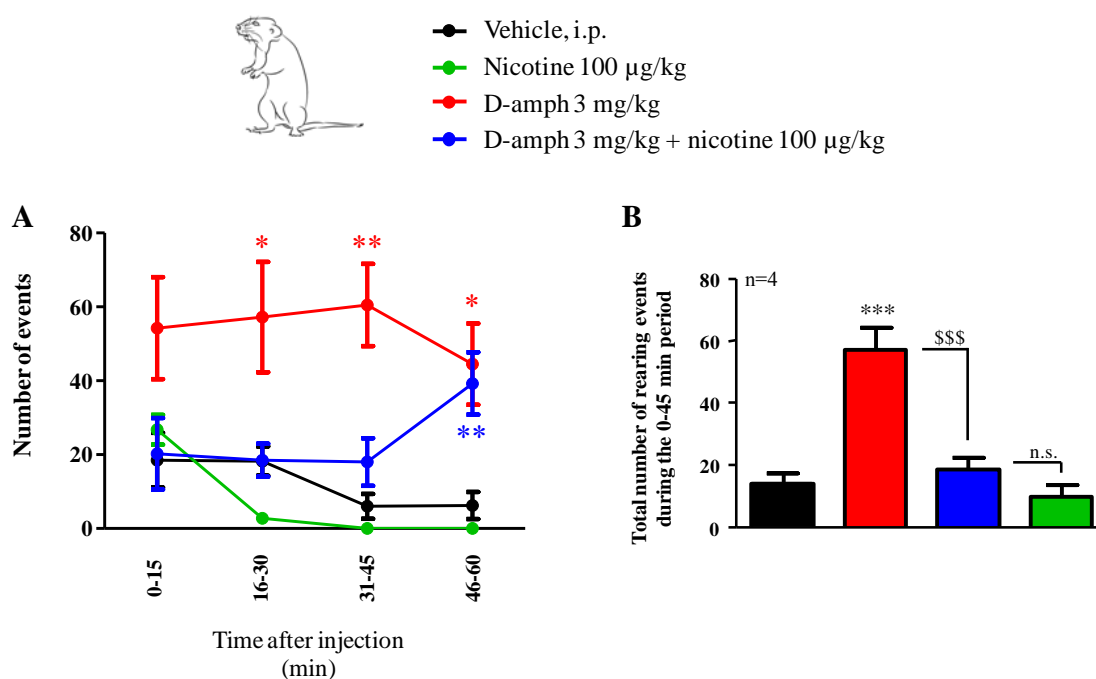 Vehicle, i.p.
Nicotine 100 µg/kg
D-amph 3 mg/kg
D-amph 3 mg/kg + nicotine 100 µg/kg
A
Number of events
80
60
40
20
0
*
**
*
**
0-15
16-30
31-45
46-60
Time after injection
(min)
B
Total number of rearing events
during the 0-45 min period
80
60
40
20
0
n=4
***
$$$
n.s.